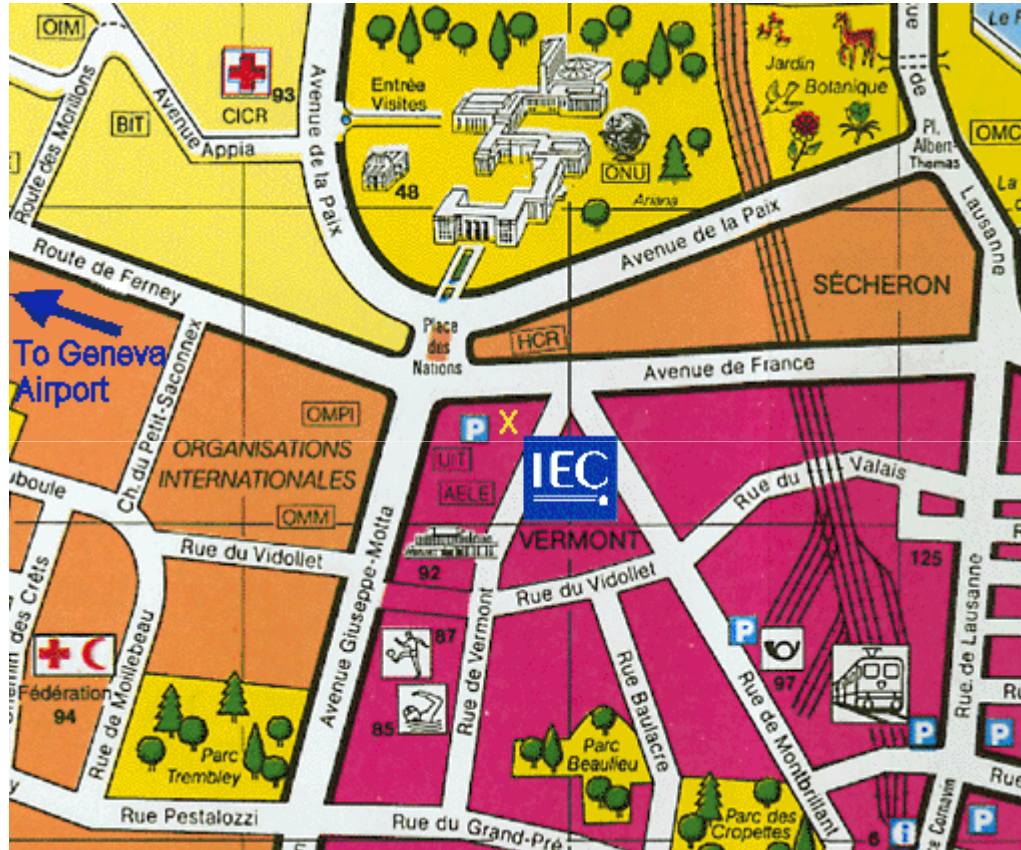 OIM
Route des Morillons
BIT
Avenue
Appia
93
CICR
Avenue de la Paix
Entrée
Visites
48
ONU
Ariana
Jardin
Botanique
de
Pl.
Albert-
Thomas
OMC
Lausanne
Avenue de la Paix
SÉCHERON
Route de Ferney
To Geneva
Airport
Ch. du Petit-Saconnex
Place
des
Nations
HCR
Avenue de France
OMPI
ORGANISATIONS
INTERNATIONALES
OMM
P
X
UIT
AELE
IEC
VERMONT
Rue du Valais
125
Rue du Vidollet
92
Rue du Vidollet
Avenue Giuseppe-Motta
Rue de Vermont
87
85
Rue de Moillebeau
Fédération
94
Parc
Trembley
Rue Baulacre
Parc
Beaulieu
P
97
Rue de Montbrillant
Rue de Lausanne
P
P
Rue Pestalozzi
Rue du Grand-Pré
Parc des
Cropettes
6
i
Cornavin
P